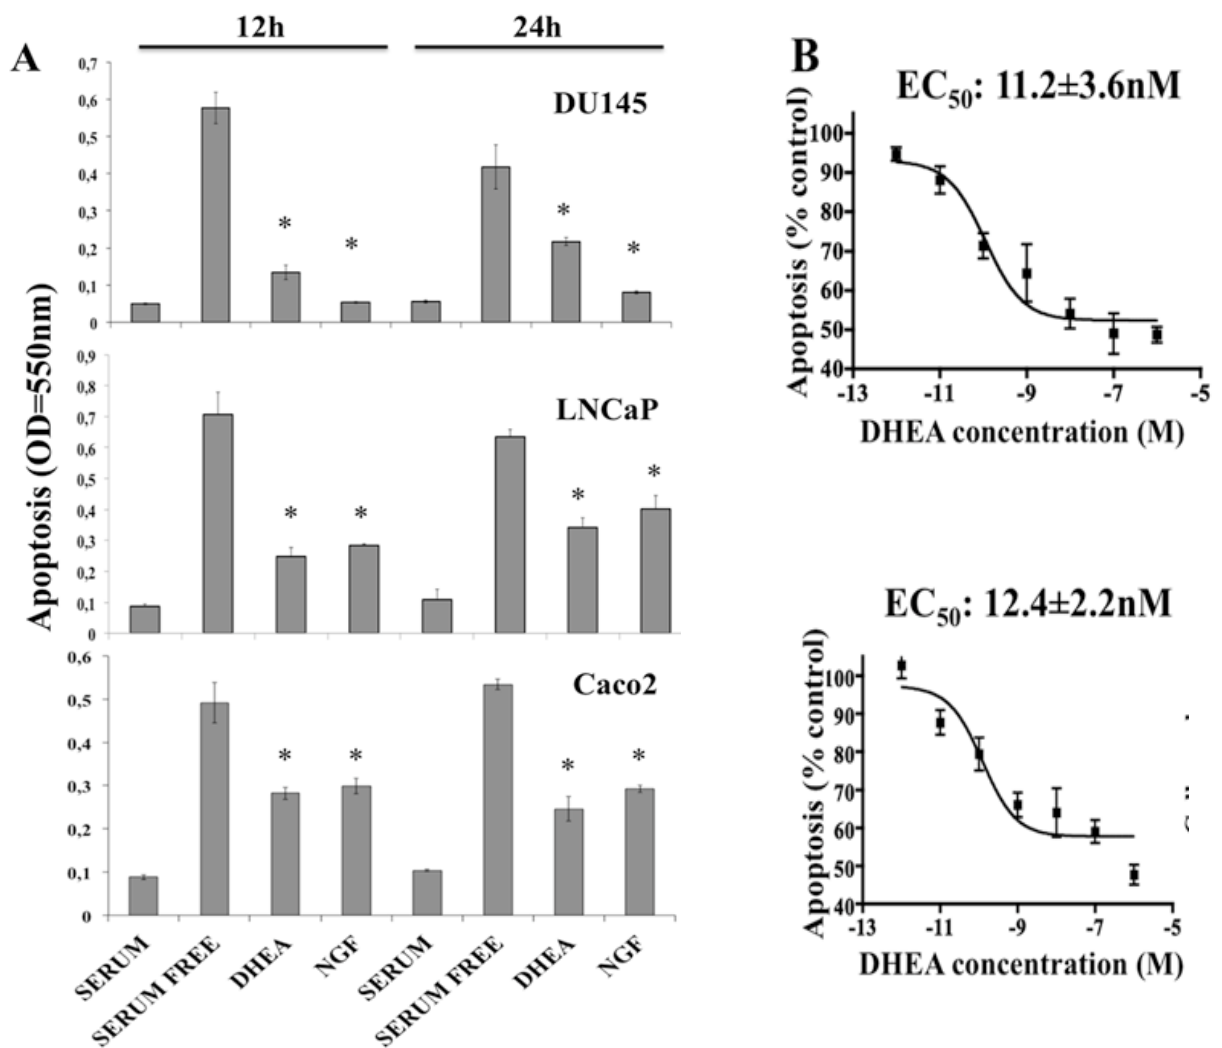 12h 24h
A
0,7
0,6
0,5
0,4
0,3
0,2
0,1
0
DU145
*
*
*
*
0,9
0,8
0,7
0,6
0,5
0,4
0,3
0,2
0,1
0
LNCaP
*
*
*
*
0,6
0,5
0,4
0,3
0,2
0,1
0
Caco2
*
*
*
*
Apoptosis (OD=550nm)
SERUM
SERUM FREE
DHEA
NGF
SERUM
SERUM FREE
DHEA
NGF
B
EC50: 11.2±3.6nM
Apoptosis (% control)
100
90
80
70
60
50
40
-13 -11 -9 -7 -5
DHEA concentration (M)
EC50: 12.4±2.2nM
Apoptosis (% control)
100
90
80
70
60
50
40
-13 -11 -9 -7 -5
DHEA concentration (M)